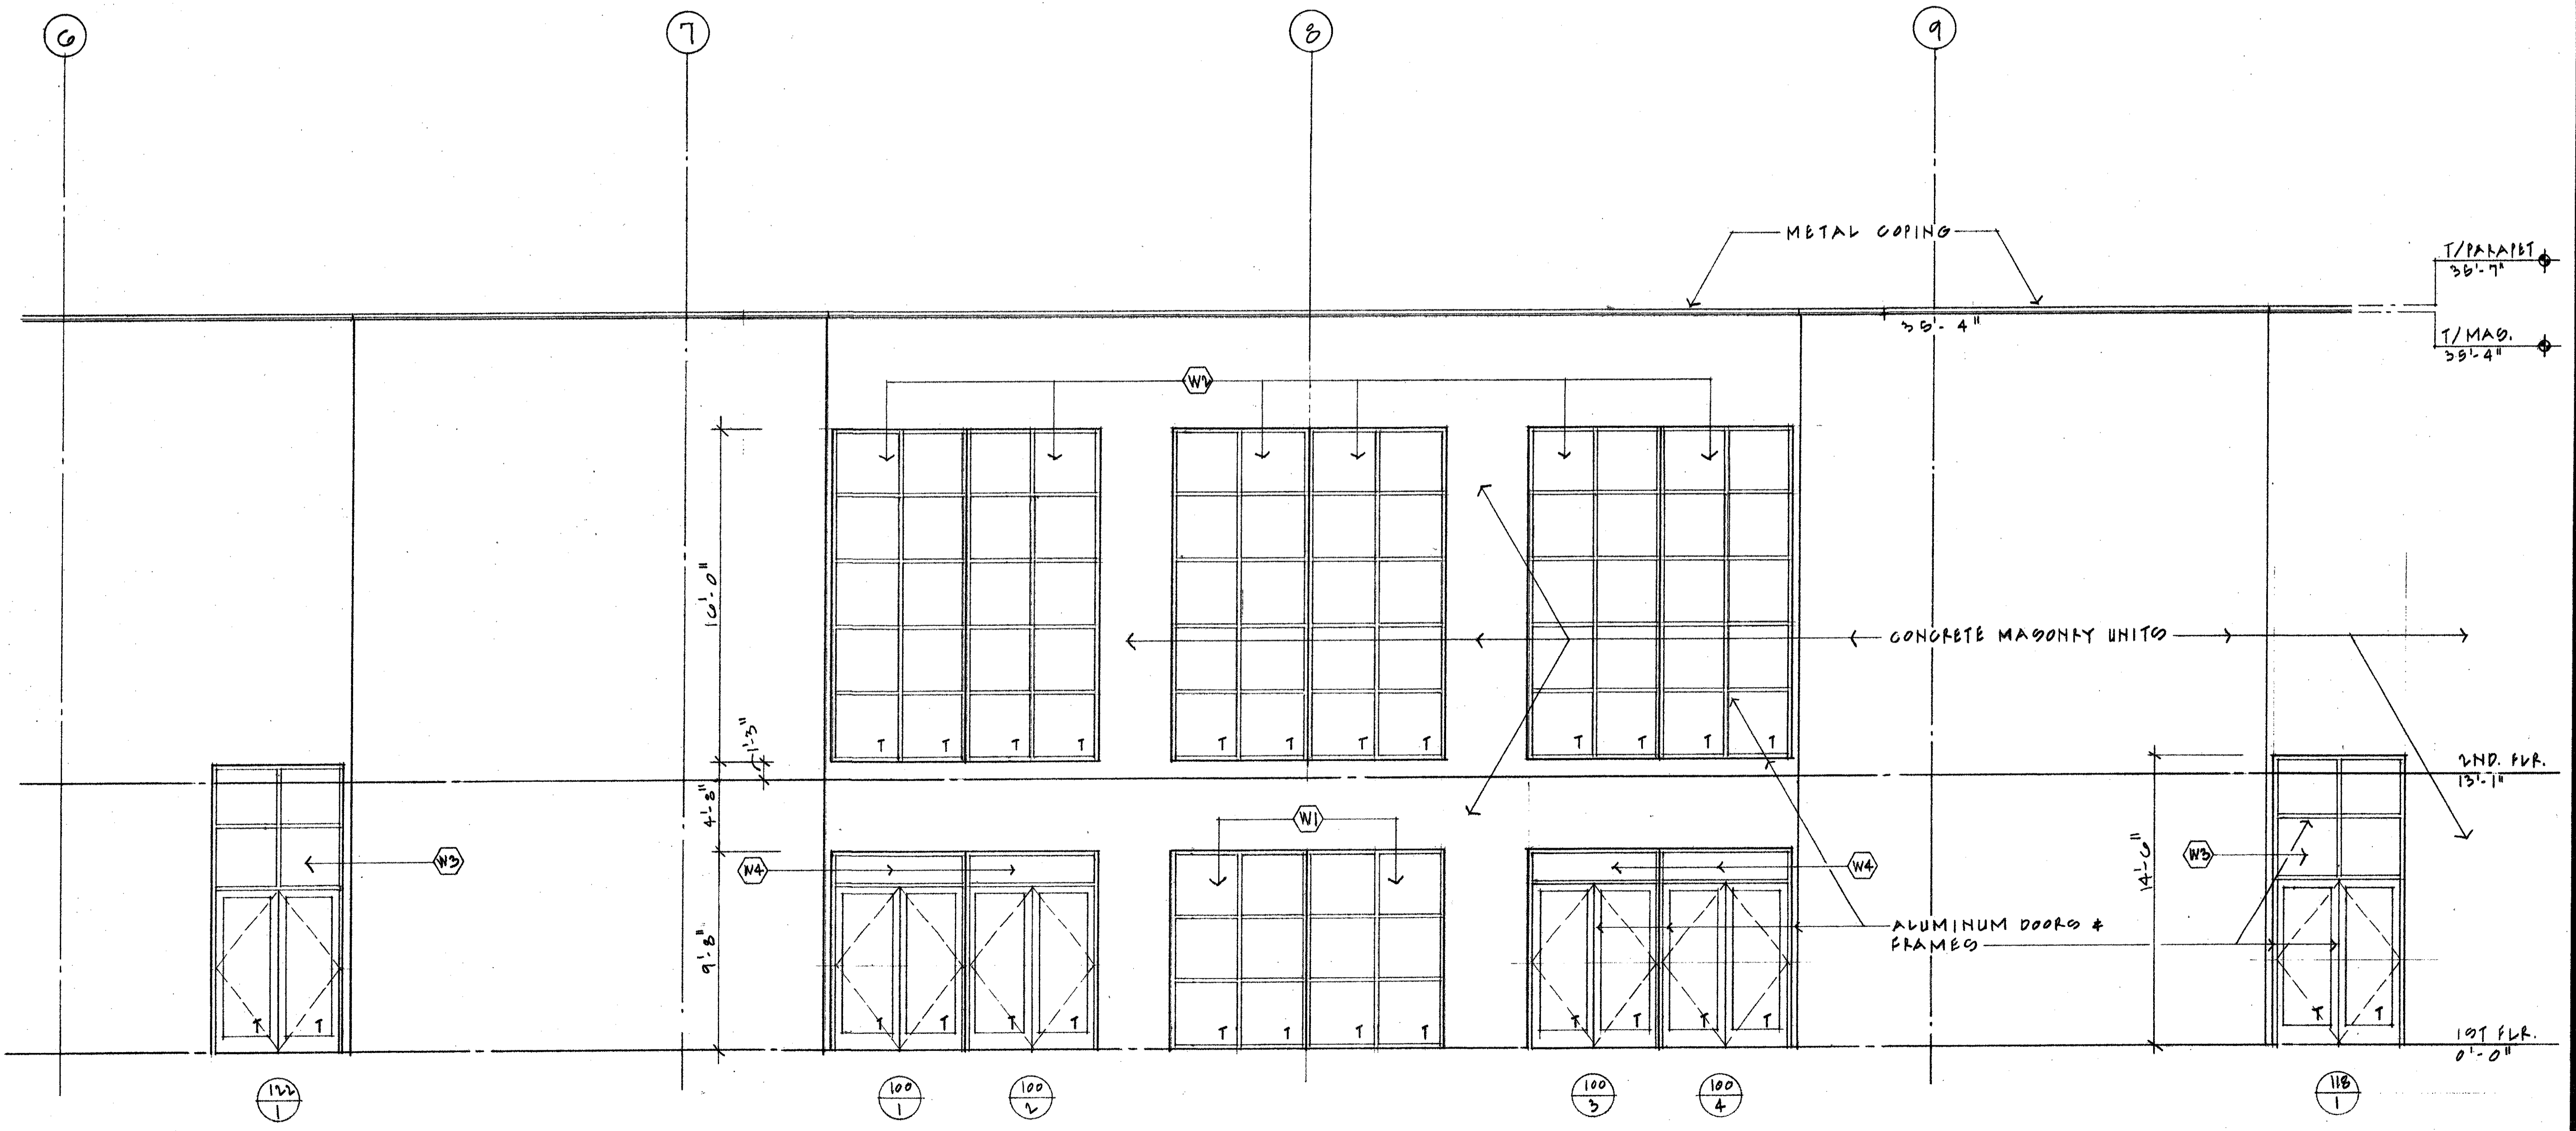 6
7
8
9
METAL COPING
T/PARAPET
35'-7"
35'-4"
T/MAS.
35'-4"
W2
16'-0"
CONCRETE MASONRY UNITS
1'-3"
T T T T
T T T T
T T T T
2ND. FLR.
13'-1"
4'-8"
W1
W3
W4
W4
W3
14'-6"
9'-8"
ALUMINUM DOORS &
FRAMES
T T
T T T T
T T T T
T T T T
T T
1ST FLR.
0'-0"
122
1
100
1
100
2
100
3
100
4
118
1